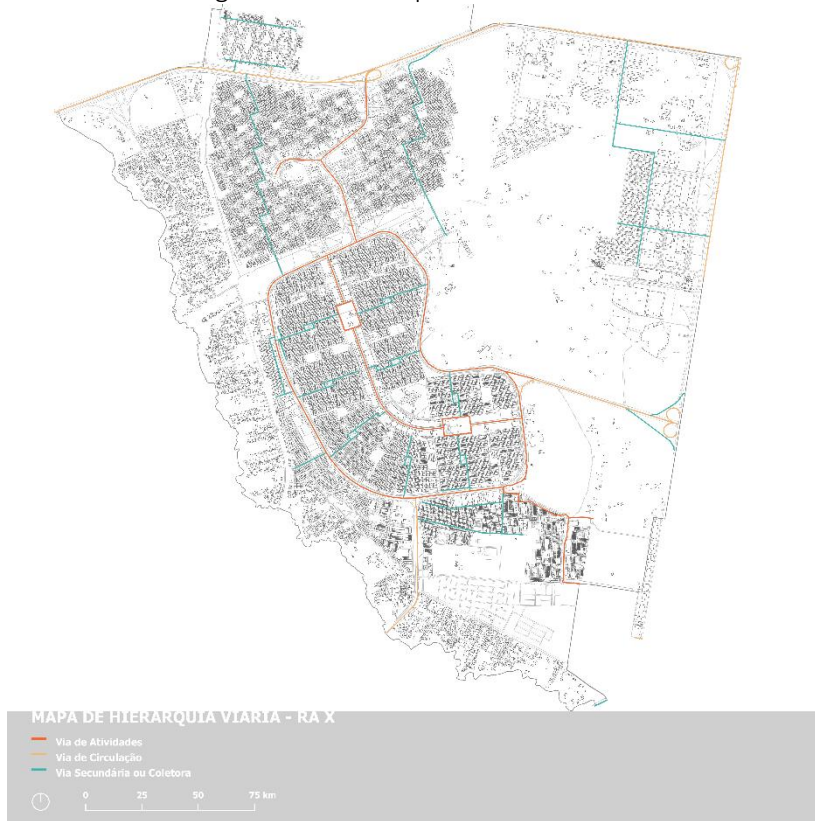 MAPA DE HIERARQUIA VIÁRIA - RA X
Via de Atividades
Via de Circulação
Via Secundária ou Coletora
0 25 50 75 km